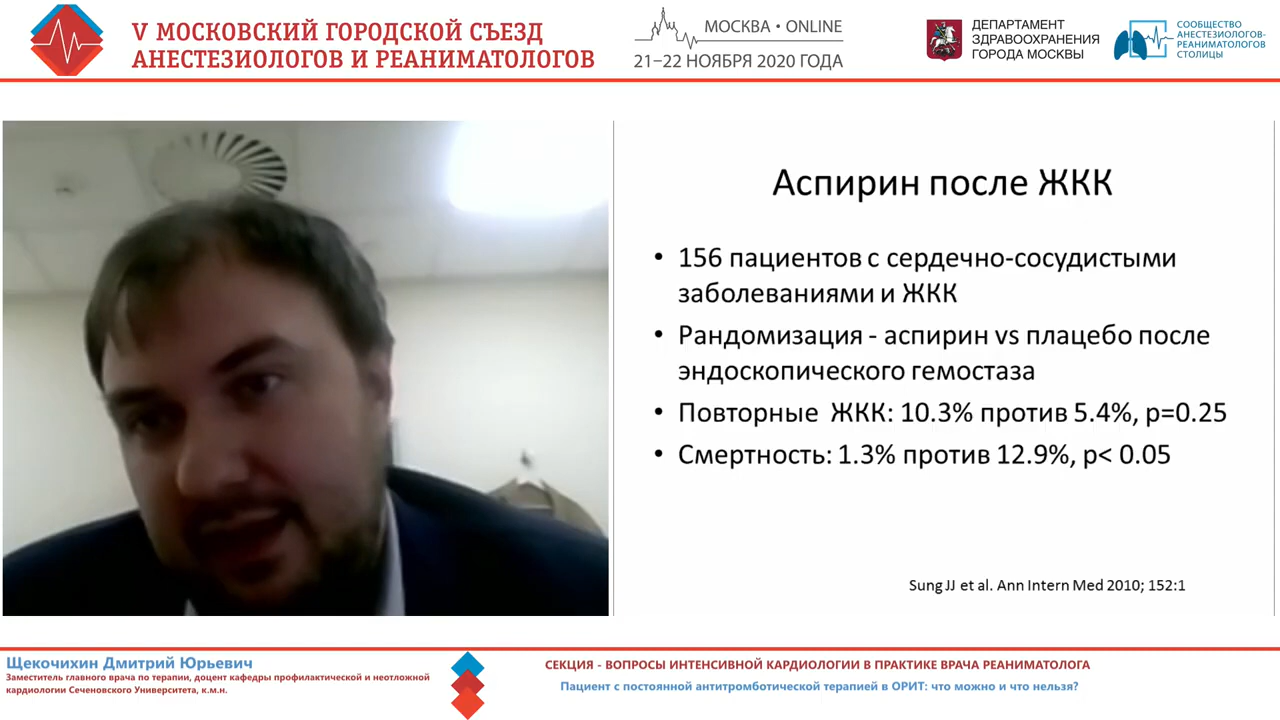 V МОСКОВСКИЙ ГОРОДСКОЙ СЪЕЗД
АНЕСТЕЗИОЛОГОВ И РЕАНИМАТОЛОГОВ
МОСКВА • ONLINE
21–22 НОЯБРЯ 2020 ГОДА
ДЕПАРТАМЕНТ
ЗДРАВООХРАНЕНИЯ
ГОРОДА МОСКВЫ
СООБЩЕСТВО
АНЕСТЕЗИОЛОГОВ-
РЕАНИМАТОЛОГОВ
СТОЛИЦЫ
Аспирин после ЖКК
• 156 пациентов с сердечно-сосудистыми
заболеваниями и ЖКК
• Рандомизация - аспирин vs плацебо после
эндоскопического гемостаза
• Повторные ЖКК: 10.3% против 5.4%, p=0.25
• Смертность: 1.3% против 12.9%, p< 0.05
Sung JJ et al. Ann Intern Med 2010; 152:1
Щекочихин Дмитрий Юрьевич
Заместитель главного врача по терапии, доцент кафедры профилактической и неотложной
кардиологии Сеченовского Университета, к.м.н.
СЕКЦИЯ - ВОПРОСЫ ИНТЕНСИВНОЙ КАРДИОЛОГИИ В ПРАКТИКЕ ВРАЧА РЕАНИМАТОЛОГА
Пациент с постоянной антитромботической терапией в ОРИТ: что можно и что нельзя?